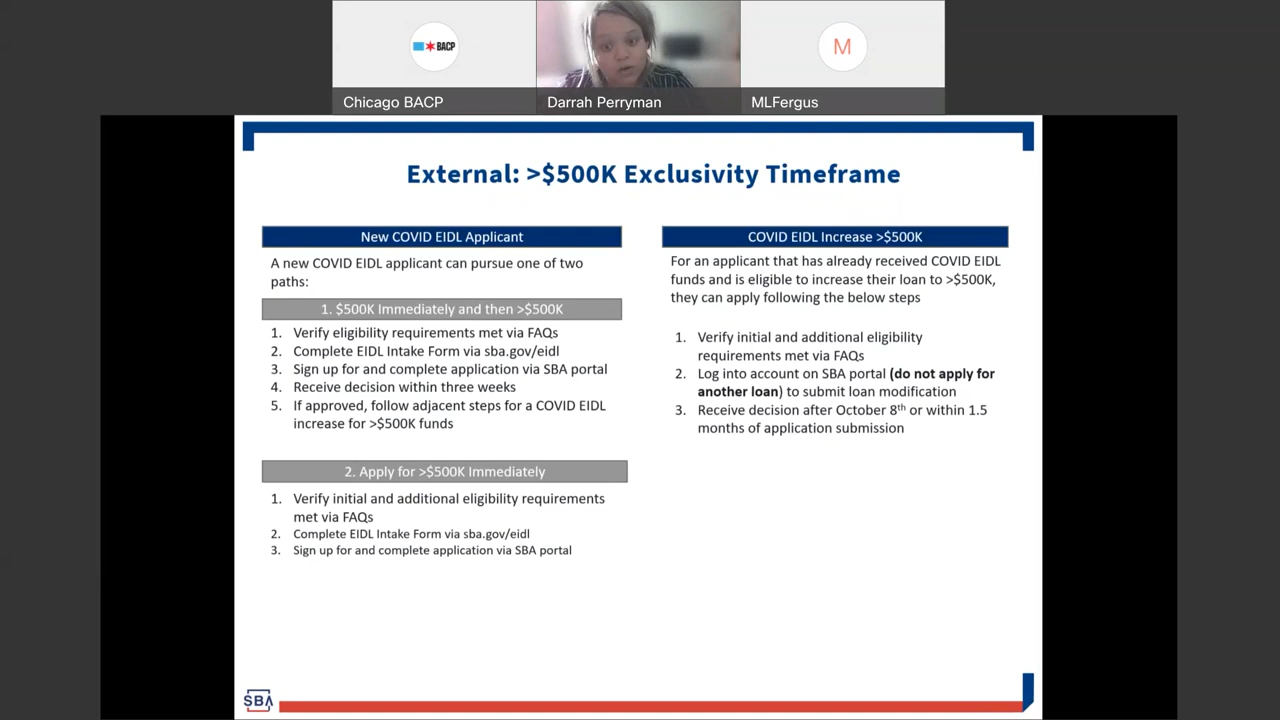 BACP
M
Chicago BACP
Darrah Perryman
MLFergus
External: >$500K Exclusivity Timeframe
New COVID EIDL Applicant
A new COVID EIDL applicant can pursue one of two
paths:
1. $500K Immediately and then >$500K
1. Verify eligibility requirements met via FAQs
2. Complete EIDL Intake Form via sba.gov/eidl
3. Sign up for and complete application via SBA portal
4. Receive decision within three weeks
5. If approved, follow adjacent steps for a COVID EIDL
increase for >$500K funds
2. Apply for >$500K Immediately
1. Verify initial and additional eligibility requirements
met via FAQs
2. Complete EIDL Intake Form via sba.gov/eidl
3. Sign up for and complete application via SBA portal
COVID EIDL Increase >$500K
For an applicant that has already received COVID EIDL
funds and is eligible to increase their loan to >$500K,
they can apply following the below steps
1. Verify initial and additional eligibility
requirements met via FAQs
2. Log into account on SBA portal (do not apply for
another loan) to submit loan modification
3. Receive decision after October 8th or within 1.5
months of application submission
SBA